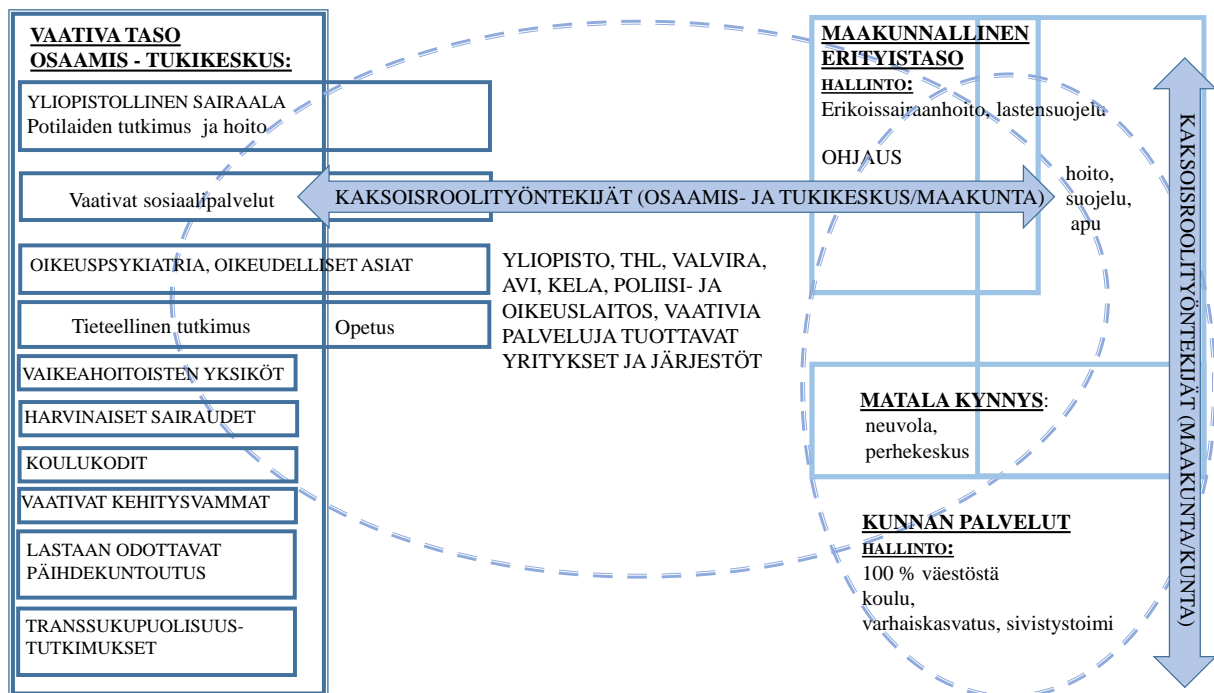 VAATIVA TASO
OSAAMIS - TUKIKESKUS:
YLIOPISTOLLINEN SAIRAALA
Potilaiden tutkimus ja hoito
Vaativat sosiaalipalvelut
OIKEUSPSYKIATRIA, OIKEUDELLISET ASIAT
Tieteellinen tutkimus
Opetus
VAIKEAHOITOISTEN YKSIKÖT
HARVINAISET SAIRAUDET
KOULUKODIT
VAATIVAT KEHITYSVAMMAT
LASTAAN ODOTTAVAT
PÄIHDEKUNTOUTUS
TRANSSUKUPUOLISUUS-
TUTKIMUKSET
KAKSOISROOLITYÖNTEKIJÄT (OSAAMIS- JA TUKIKESKUS/MAAKUNTA)
YLIOPISTO, THL, VALVIRA,
AVI, KELA, POLIISI- JA
OIKEUSLAITOS, VAATIVIA
PALVELUJA TUOTTAVAT
YRITYKSET JA JÄRJESTÖT
MAAKUNNALLINEN
ERITYISTASO
HALLINTO:
Erikoissairaanhoito, lastensuojelu
OHJAUS
hoito,
suojelu,
apu
MATALA KYNNYS:
neuvola,
perhekeskus
KUNNAN PALVELUT
HALLINTO:
100 % väestöstä
koulu,
varhaiskasvatus, sivistystoimi
KAKSOISROOLITYÖNTEKIJÄT (MAAKUNTA/KUNTA)